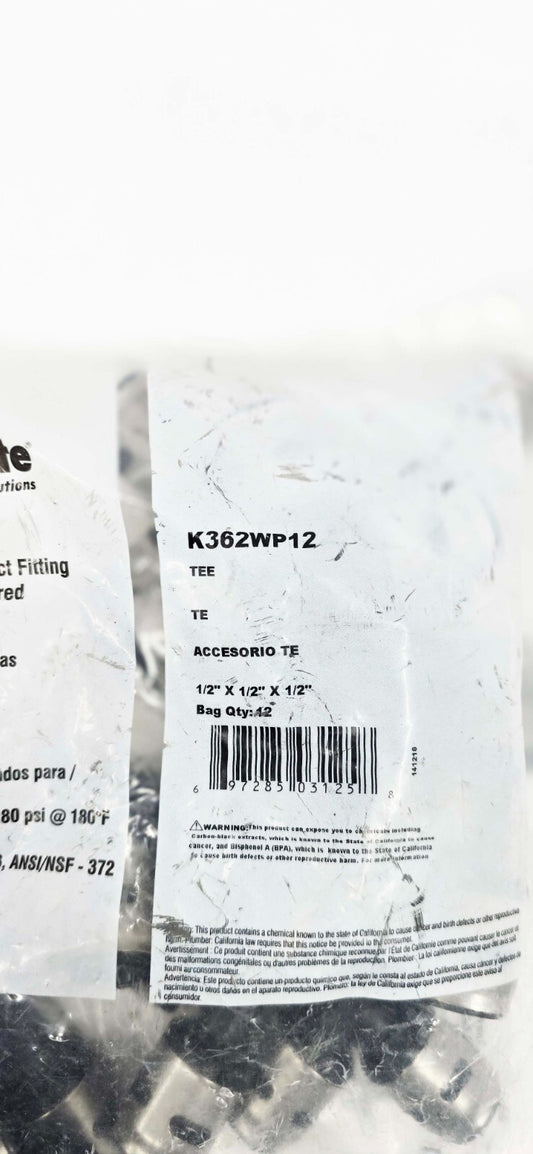 te
utions
ct Fitting
red
as
dos para /
80 psi @ 180°F
, ANSI/NSF - 372
K362WP12
TEE
TE
ACCESORIO TE
1/2" X 1/2" X 1/2"
Bag Qty:12
6 97285 03125 8
141218
⚠WARNING:This product can expose you to chemicals including
Carbon-black extracts, which is known to the State of California to cause
cancer, and Bisphenol A (BPA), which is known to the State of California
to cause birth defects or other reproductive harm. For more information
This product contains a chemical known to the state of California to cause cancer and birth defects or other reproductive
harm. Plumber: California law requires that this notice be provided to the consumer.
Avertissement : Ce produit contient une substance chimique reconnue par l'État de Californie comme pouvant causer le cancer et
des malformations congénitales ou d'autres problèmes de la reproduction. Plombier : La loi californienne exige que cet avis soit
fourni au consommateur.
Advertencia: Este producto contiene un producto químico que, según le consta al estado de California, causa cáncer y defectos de
nacimiento u otros daños en el aparato reproductivo. Plomero: la ley de California exige que se proporcione este aviso al
consumidor.